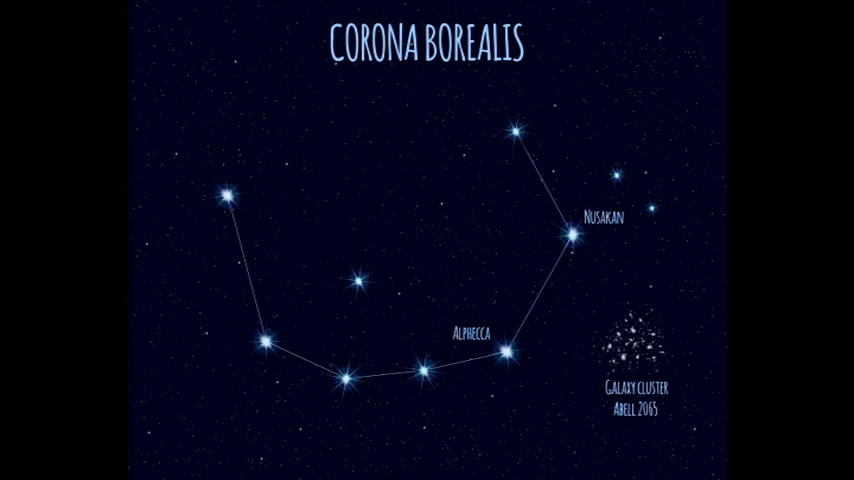 CORONA BOREALIS
NUSAKAN
ALPHECCA
GALAXY CLUSTER
ABELL 2065